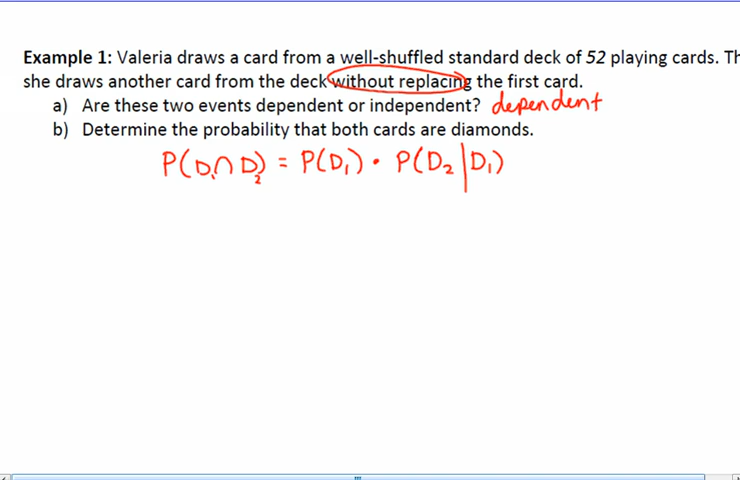 Example 1: Valeria draws a card from a well-shuffled standard deck of 52 playing cards. Th
she draws another card from the deck without replacing the first card.
a) Are these two events dependent or independent? dependent
b) Determine the probability that both cards are diamonds.
P(D₁∩D₂) = P(D₁) • P(D₂|D₁)